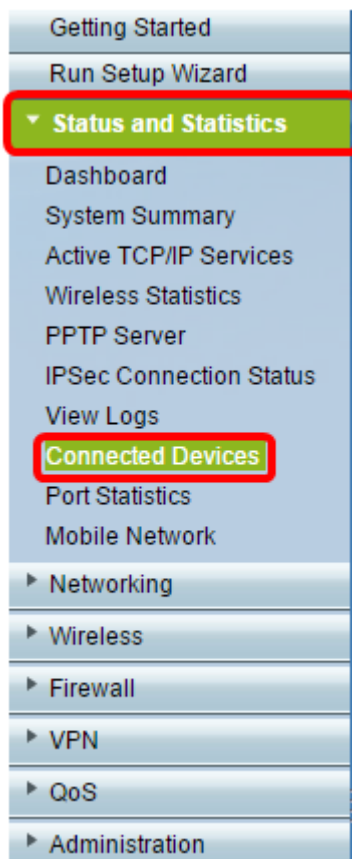 Getting Started
Run Setup Wizard
Status and Statistics
Dashboard
System Summary
Active TCP/IP Services
Wireless Statistics
PPTP Server
IPSec Connection Status
View Logs
Connected Devices
Port Statistics
Mobile Network
Networking
Wireless
Firewall
VPN
QoS
Administration